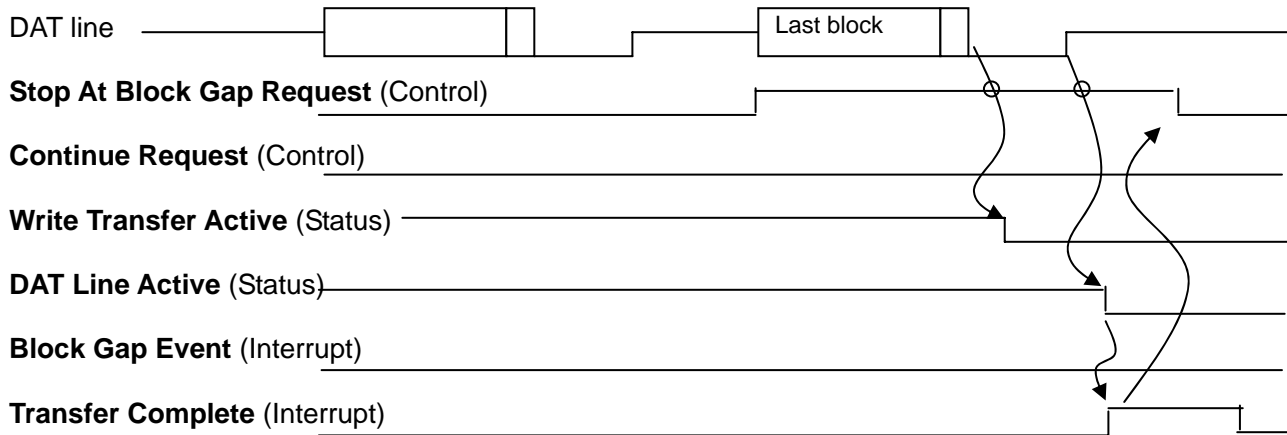 DAT line
Last block
Stop At Block Gap Request (Control)
Continue Request (Control)
Write Transfer Active (Status)
DAT Line Active (Status)
Block Gap Event (Interrupt)
Transfer Complete (Interrupt)